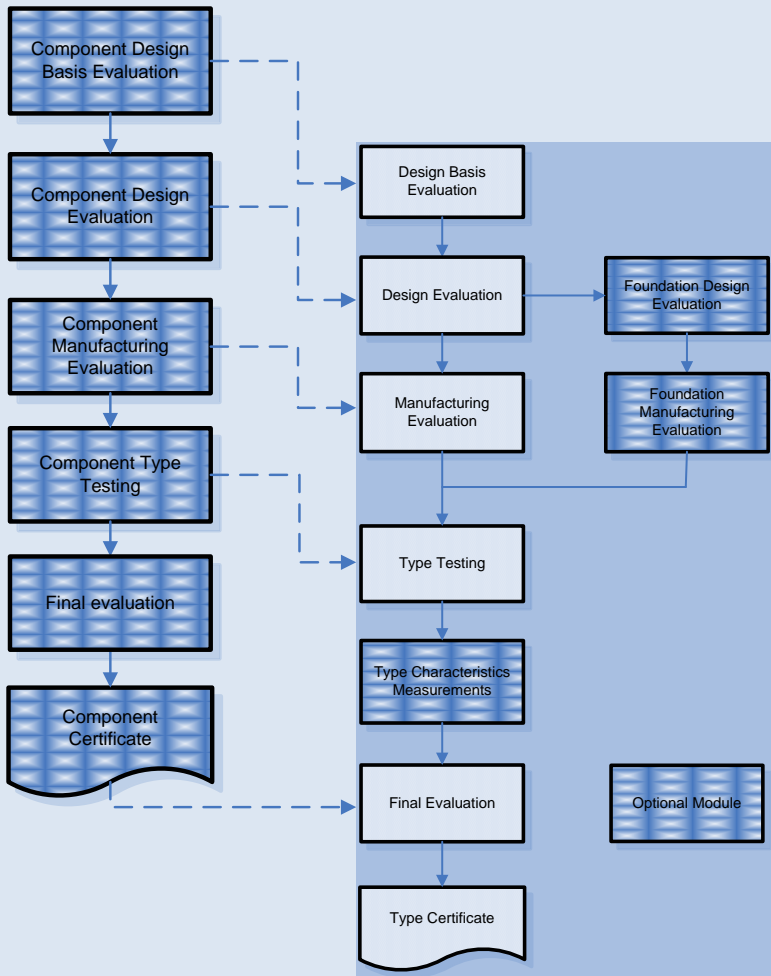 Component Design
Basis Evaluation
Component Design
Evaluation
Component
Manufacturing
Evaluation
Component Type
Testing
Final evaluation
Component
Certificate
Design Basis
Evaluation
Design Evaluation
Manufacturing
Evaluation
Type Testing
Type Characteristics
Measurements
Final Evaluation
Type Certificate
Foundation Design
Evaluation
Foundation
Manufacturing
Evaluation
Optional Module